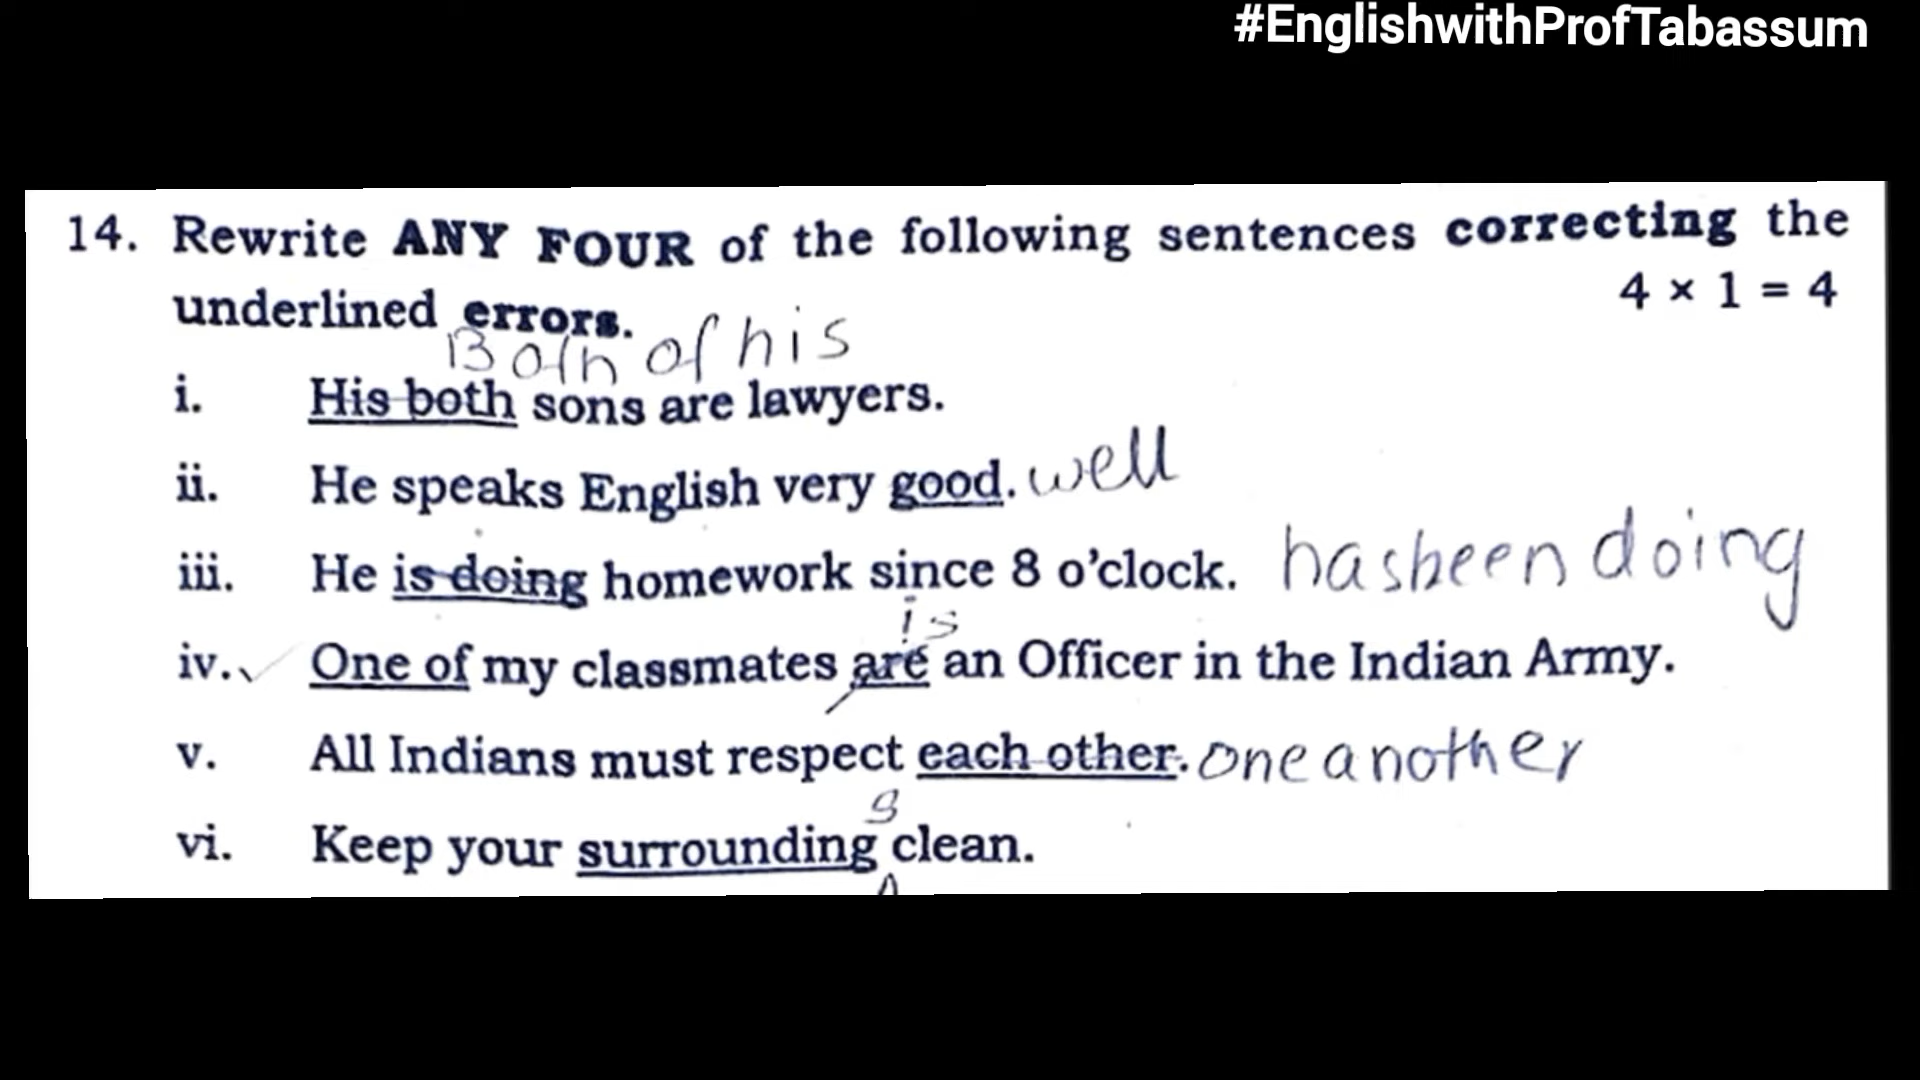 #EnglishwithProfTabassum
14. Rewrite ANY FOUR of the following sentences correcting the
underlined errors. 4 × 1 = 4
Both of his
i. His both sons are lawyers.
ii. He speaks English very good. well
iii. He is doing homework since 8 o'clock. has been doing
is
iv. One of my classmates are an Officer in the Indian Army.
v. All Indians must respect each other. one another
s
vi. Keep your surrounding clean.